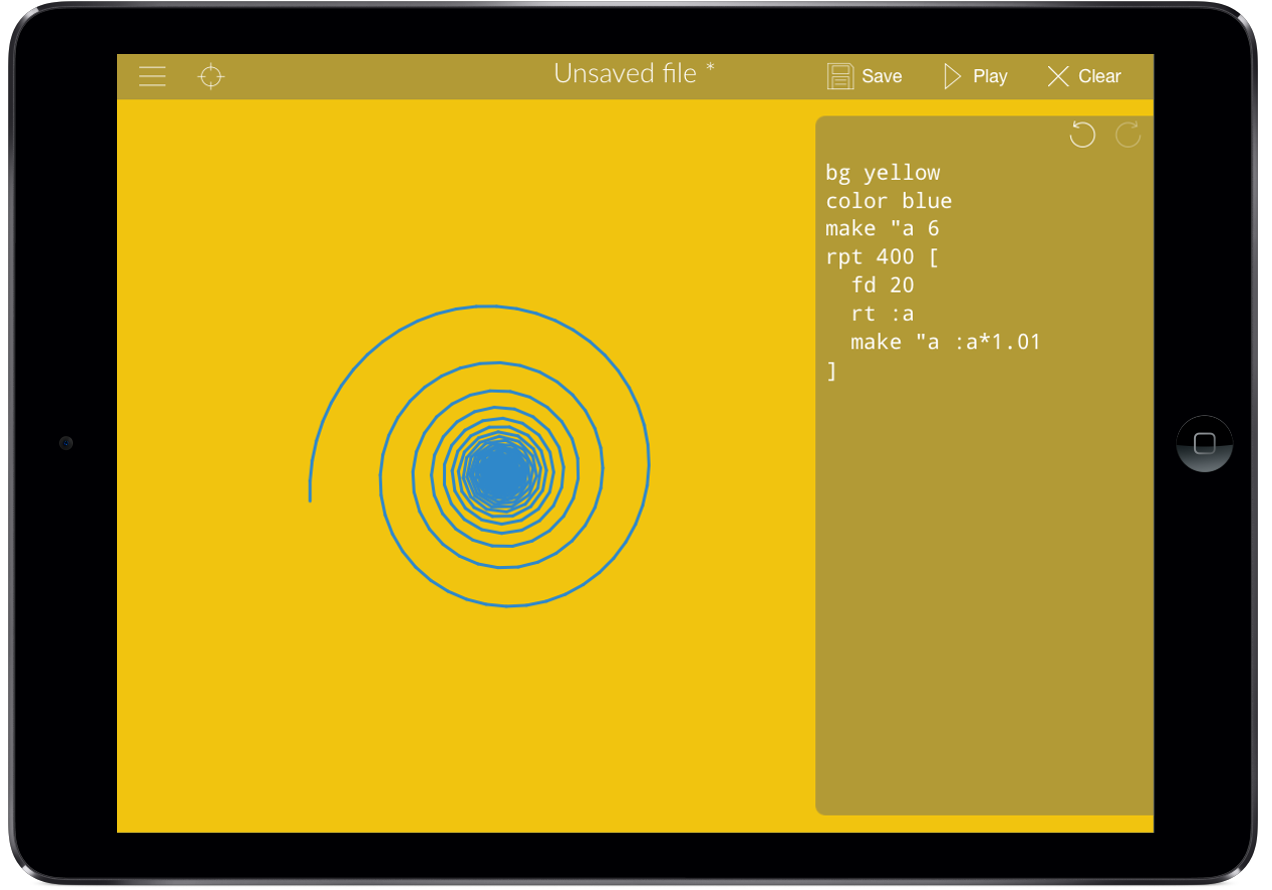 Unsaved file *
Save
Play
Clear
bg yellow
color blue
make "a 6
rpt 400 [
  fd 20
  rt :a
  make "a :a*1.01
]